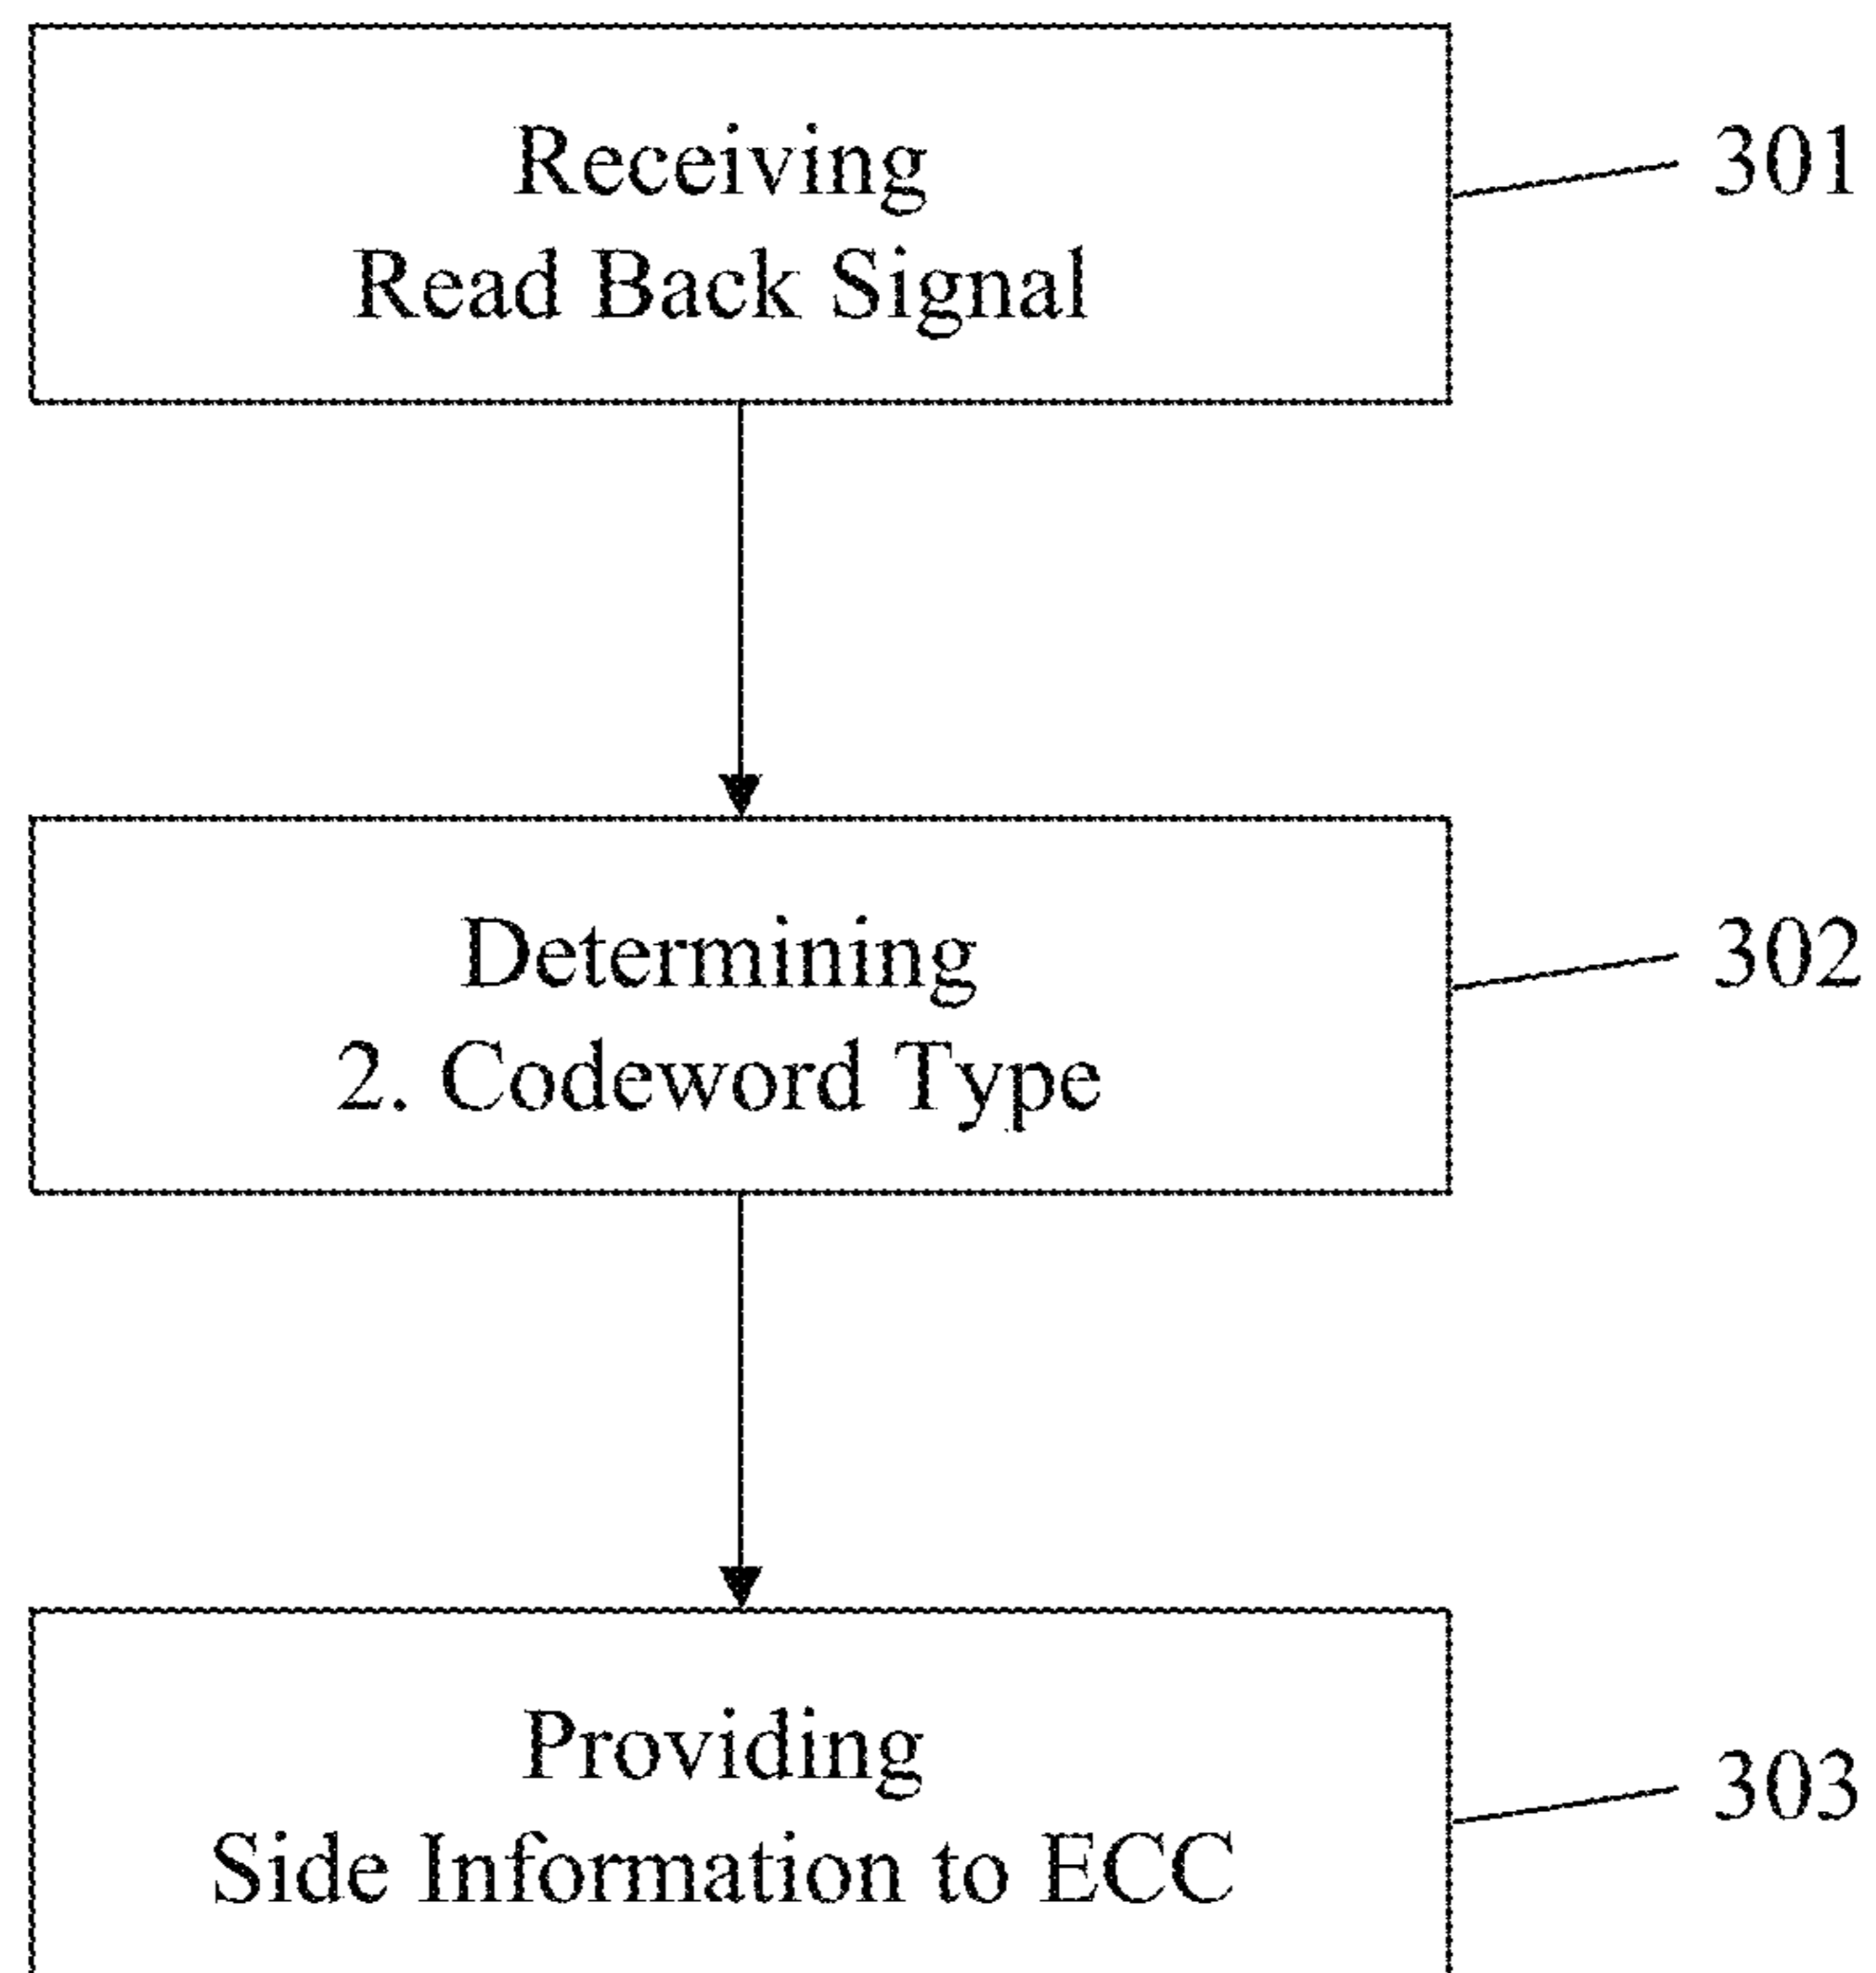 Receiving
Read Back Signal
301
Determining
2. Codeword Type
302
Providing
Side Information to ECC
303